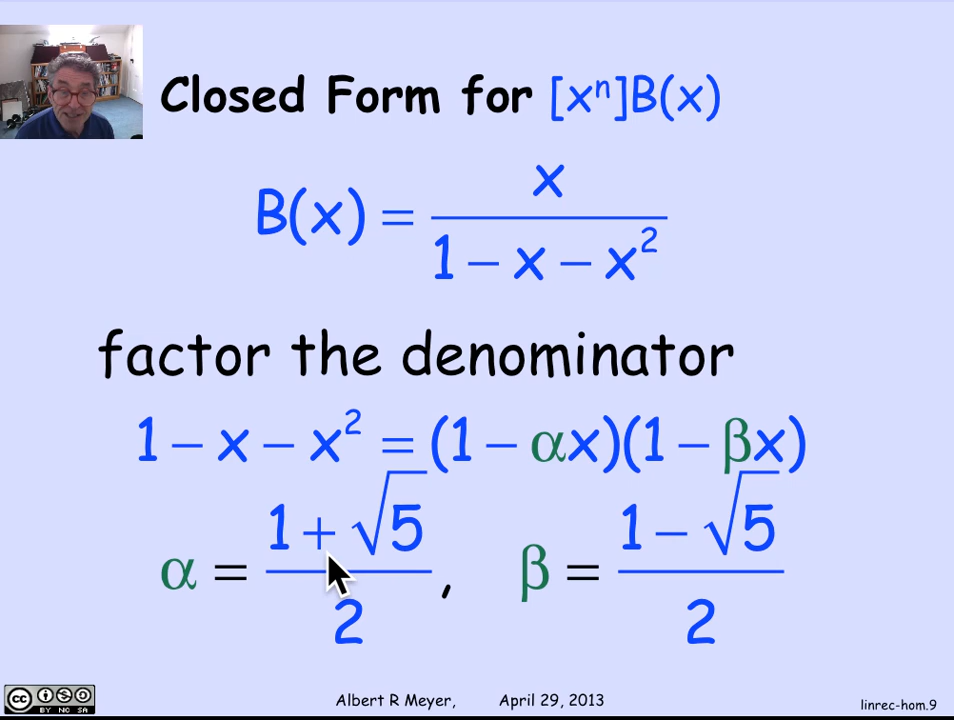 Closed Form for [xⁿ]B(x)
B(x) = x / (1 − x − x²)
factor the denominator
1 − x − x² = (1 − αx)(1 − βx)
α = (1 + √5) / 2 , β = (1 − √5) / 2
cc BY NC SA Albert R Meyer, April 29, 2013 linrec-hom.9